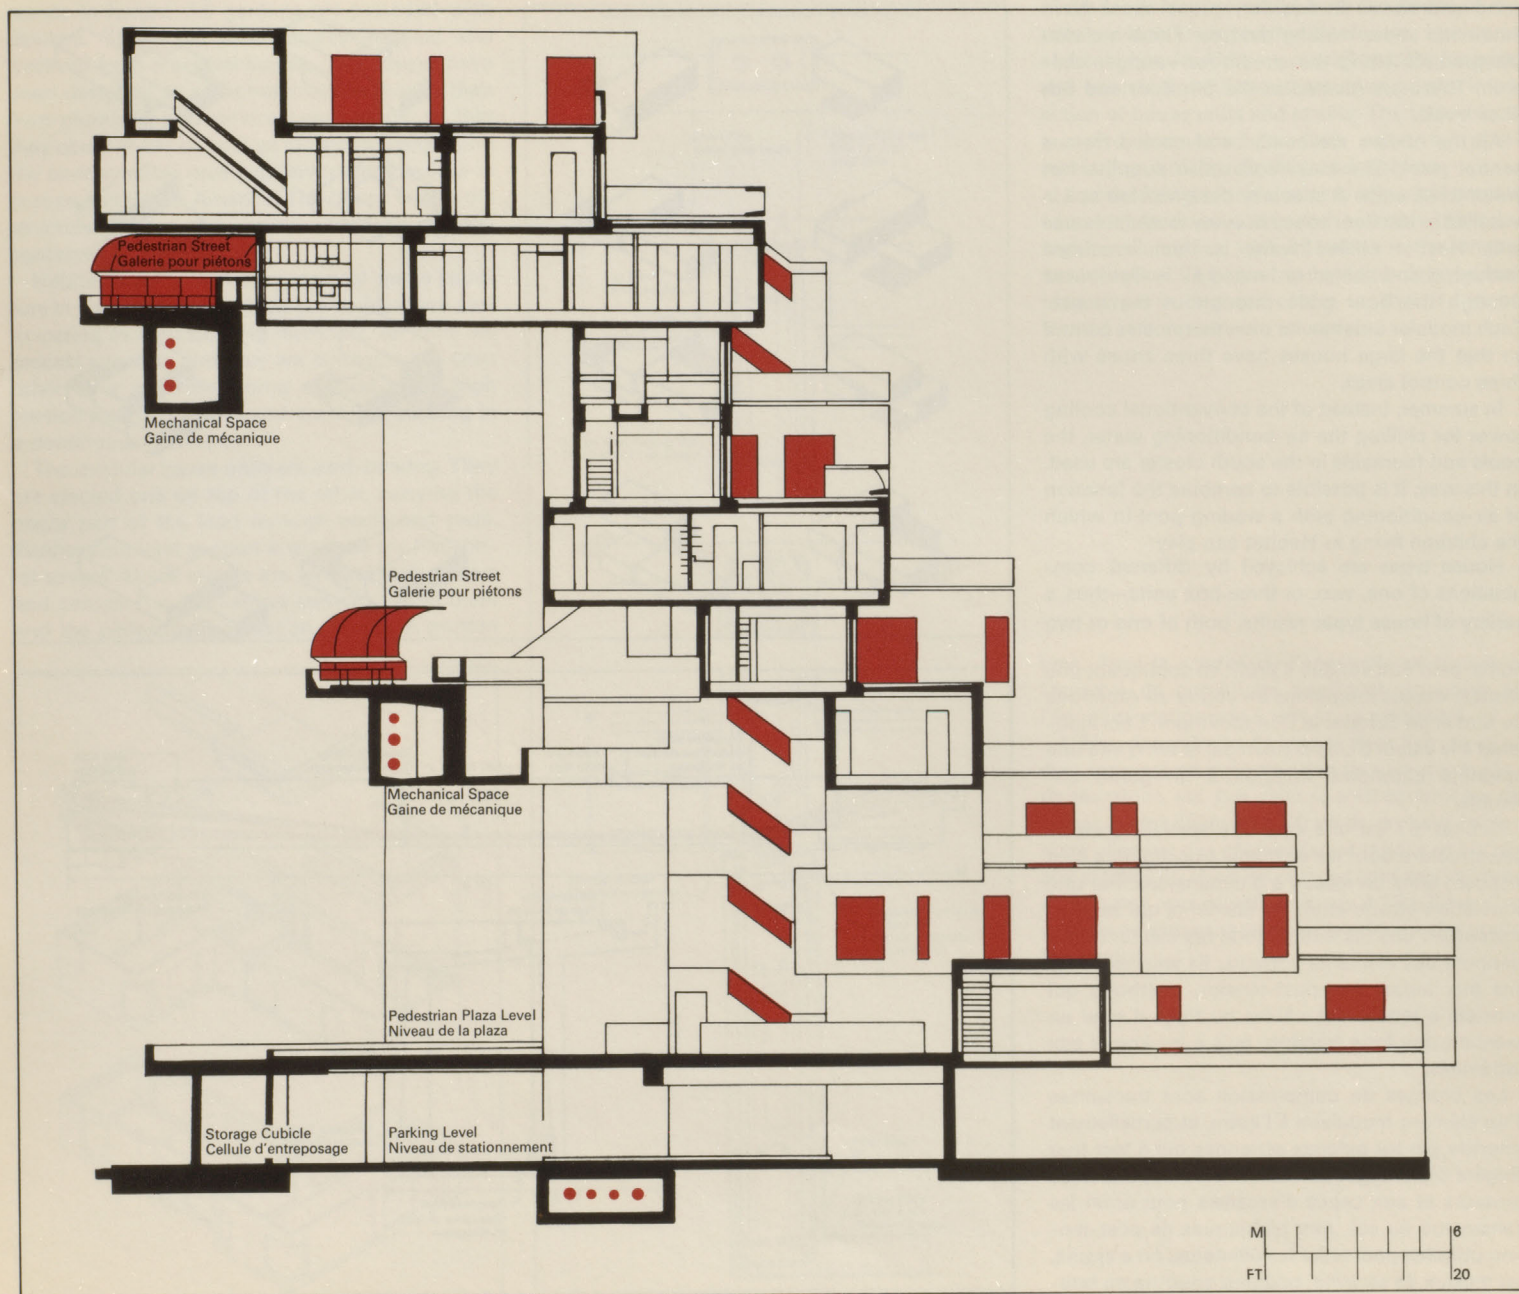 Pedestrian Street
Galerie pour piétons
Mechanical Space
Gaine de mécanique
Pedestrian Street
Galerie pour piétons
Mechanical Space
Gaine de mécanique
Pedestrian Plaza Level
Niveau de la plaza
Storage Cubicle
Cellule d'entreposage
Parking Level
Niveau de stationnement
M 6
FT 20